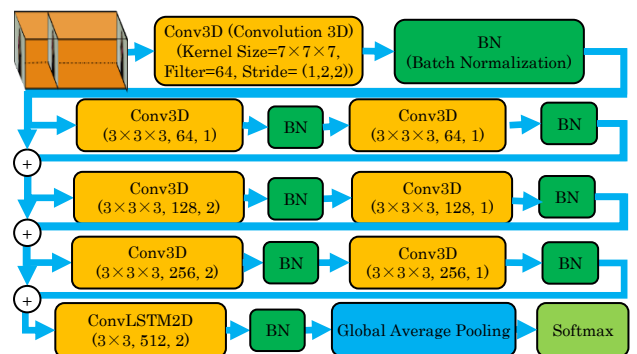 Conv3D (Convolution 3D)
(Kernel Size=7×7×7,
Filter=64, Stride= (1,2,2))
BN
(Batch Normalization)
Conv3D
(3×3×3, 64, 1)
BN
Conv3D
(3×3×3, 64, 1)
BN
+
Conv3D
(3×3×3, 128, 2)
BN
Conv3D
(3×3×3, 128, 1)
BN
+
Conv3D
(3×3×3, 256, 2)
BN
Conv3D
(3×3×3, 256, 1)
BN
+
ConvLSTM2D
(3×3, 512, 2)
BN
Global Average Pooling
Softmax